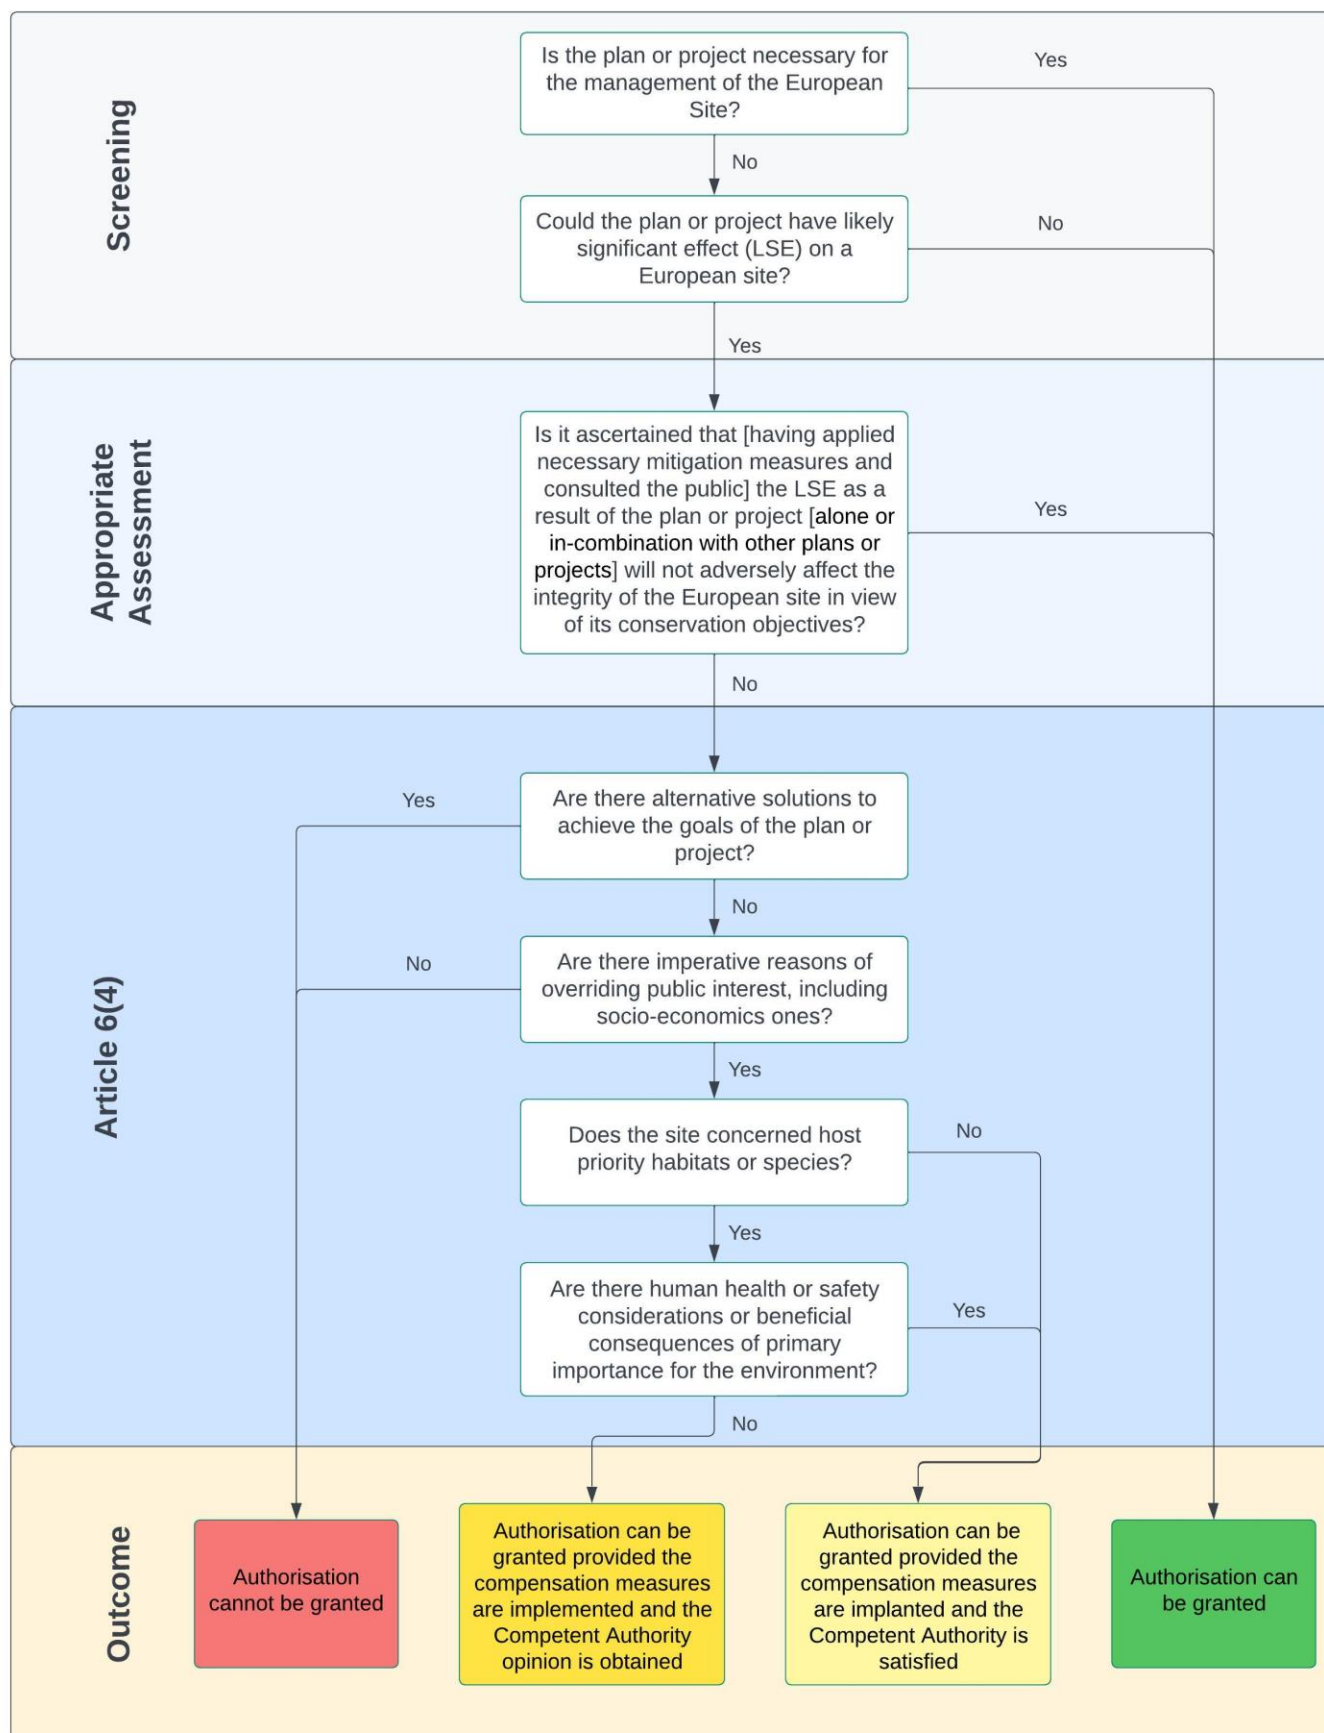 Screening
Is the plan or project necessary for
the management of the European
Site?
Yes
No
Could the plan or project have likely
significant effect (LSE) on a
European site?
No
Yes
Appropriate
Assessment
Is it ascertained that [having applied
necessary mitigation measures and
consulted the public] the LSE as a
result of the plan or project [alone or
in-combination with other plans or
projects] will not adversely affect the
integrity of the European site in view
of its conservation objectives?
Yes
No
Article 6(4)
Are there alternative solutions to
achieve the goals of the plan or
project?
Yes
No
Are there imperative reasons of
overriding public interest, including
socio-economics ones?
No
Yes
Does the site concerned host
priority habitats or species?
No
Yes
Are there human health or safety
considerations or beneficial
consequences of primary
importance for the environment?
Yes
No
Outcome
Authorisation
cannot be granted
Authorisation can be
granted provided the
compensation measures
are implemented and the
Competent Authority
opinion is obtained
Authorisation can be
granted provided the
compensation measures
are implanted and the
Competent Authority is
satisfied
Authorisation can
be granted